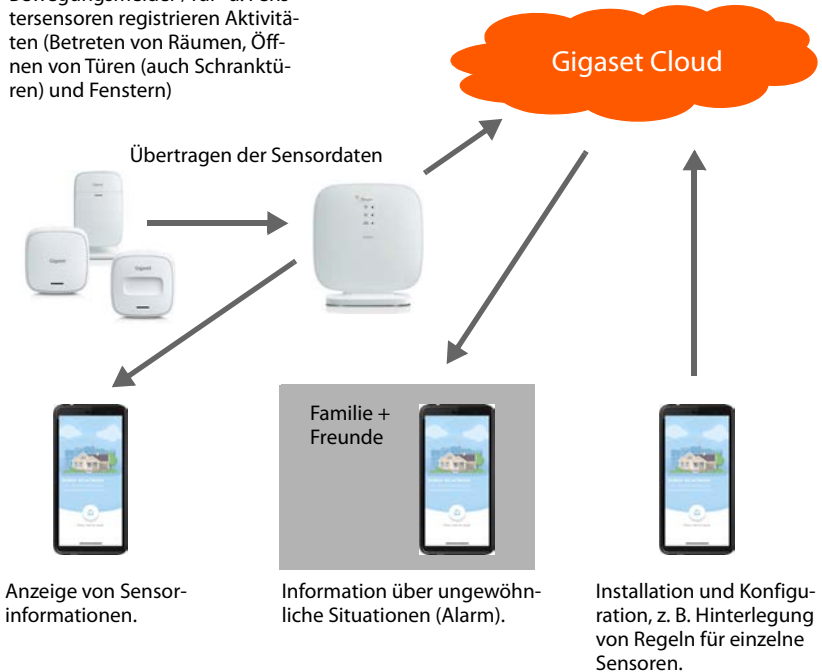 tersensoren registrieren Aktivitä-
ten (Betreten von Räumen, Öff-
nen von Türen (auch Schranktü-
ren) und Fenstern)
Gigaset Cloud
Übertragen der Sensordaten
Gigaset
Gigaset
Familie +
Freunde
Anzeige von Sensor-
informationen.
Information über ungewöhn-
liche Situationen (Alarm).
Installation und Konfigu-
ration, z. B. Hinterlegung
von Regeln für einzelne
Sensoren.